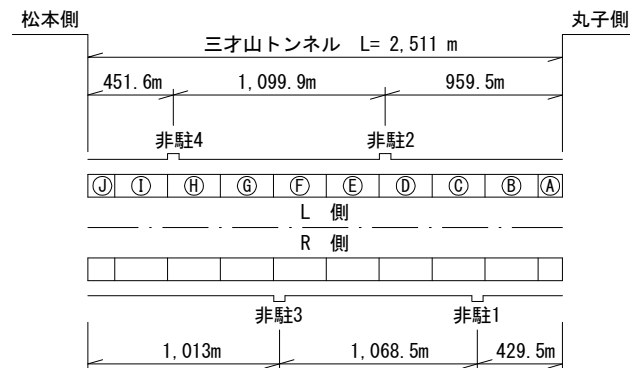 松本側 丸子側
三才山トンネル L= 2,511 m
451.6m 1,099.9m 959.5m
非駐4 非駐2
Ⓙ Ⓘ Ⓗ Ⓖ Ⓕ Ⓔ Ⓓ Ⓒ Ⓑ Ⓐ
L 側
R 側
非駐3 非駐1
1,013m 1,068.5m 429.5m